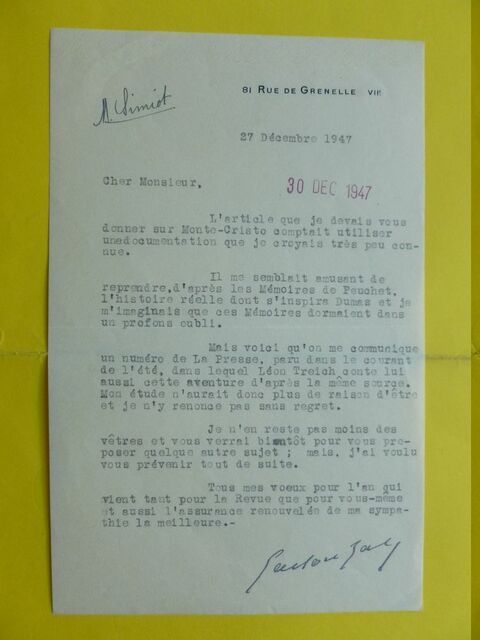 M. Simiot
81 RUE DE GRENELLE VIIE
27 Décembre 1947
Cher Monsieur,
30 DEC 1947
L'article que je devais vous
donner sur Monte-Cristo comptait utiliser
unedocumentation que je croyais très peu con-
nue.
Il me semblait amusant de
reprendre,d'après les Mémoires de Peuchet,
l'histoire réelle dont s'inspira Dumas et je
m'imaginais que ces Mémoires dormaient dans
un profons oubli.
Mais voici qu'on me communique
un numéro de La Presse, paru dans le courant
de l'été, dans lequel Léon Treich conte lui
aussi cette aventure d'après la même source.
Mon étude n'aurait donc plus de raison d'être
et je n'y renonce pas sans regret.
Je n'en reste pas moins des
vêtres et vous verrai bientôt pour vous pro-
poser quelque autre sujet ; mais, j'ai voulu
vous prévenir tout de suite.
Tous mes voeux pour l'an qui
vient tant pour la Revue que pour vous-même
et aussi l'assurance renouvelée de ma sympa-
thie la meilleure.-